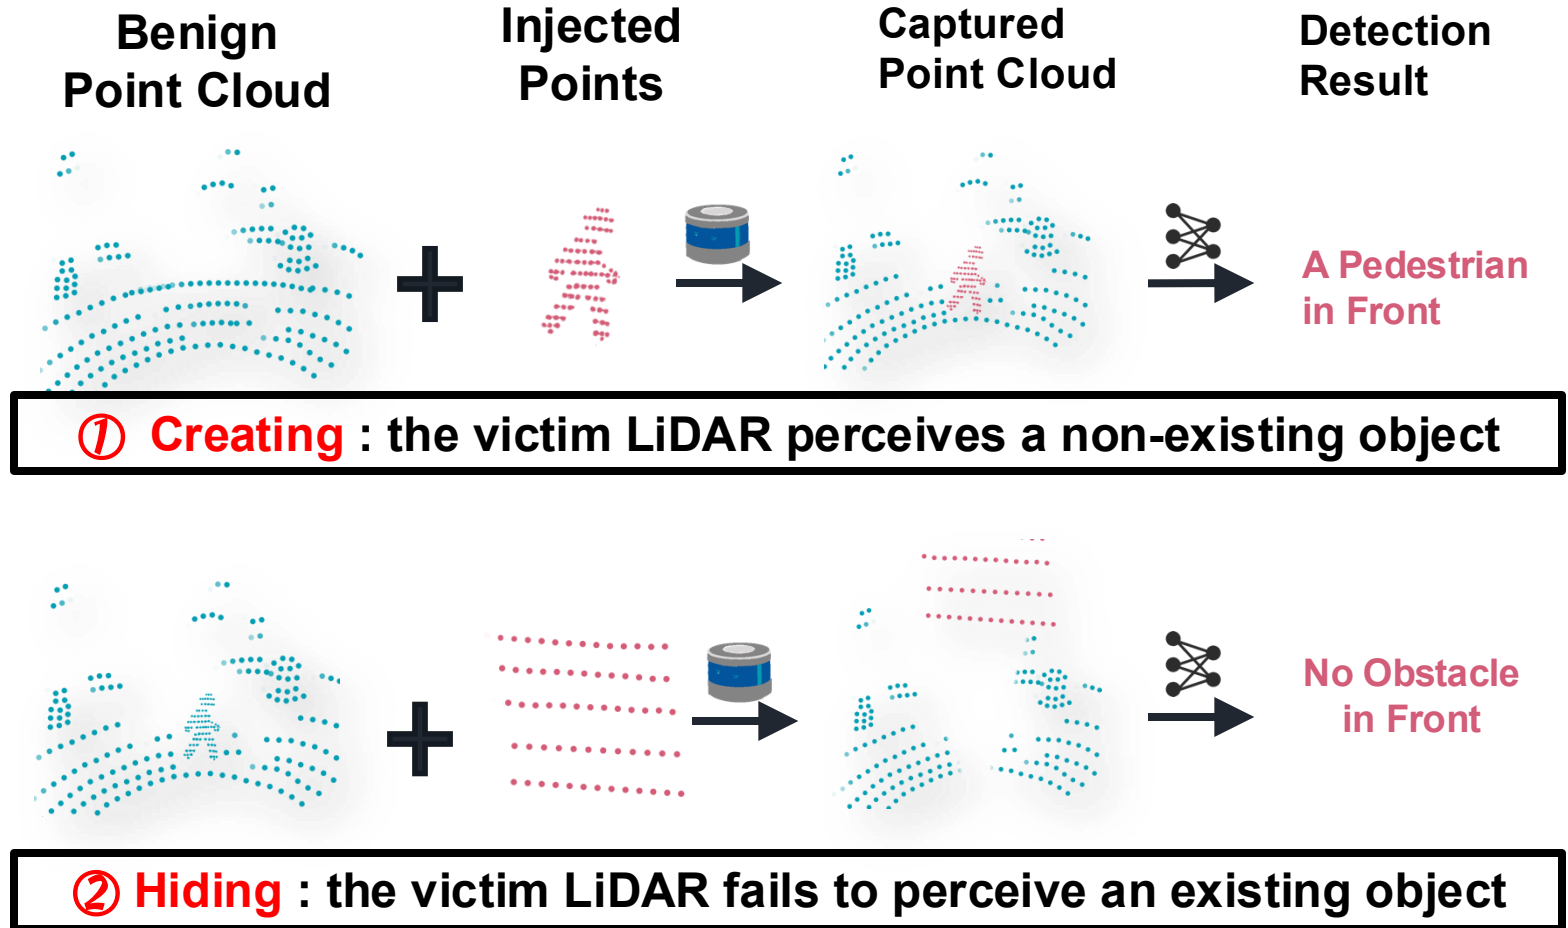 Benign
Point Cloud
Injected
Points
Captured
Point Cloud
Detection
Result
A Pedestrian
in Front
① Creating : the victim LiDAR perceives a non-existing object
No Obstacle
in Front
② Hiding : the victim LiDAR fails to perceive an existing object